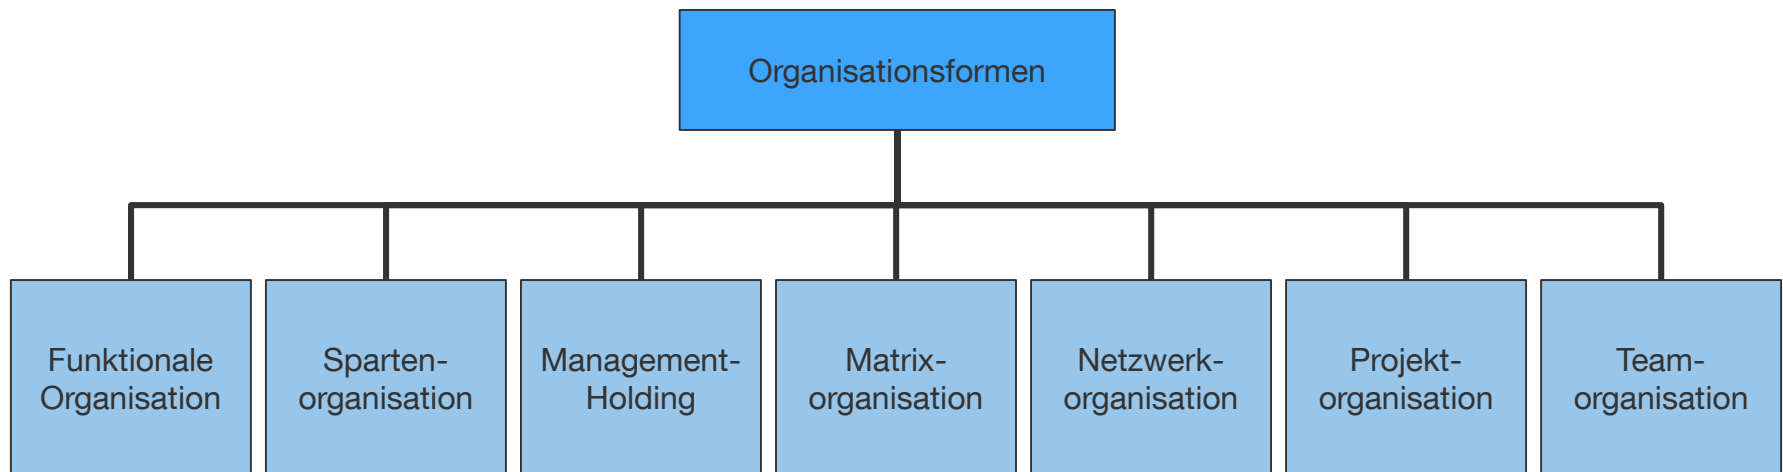 Organisationsformen
Funktionale
Organisation
Sparten-
organisation
Management-
Holding
Matrix-
organisation
Netzwerk-
organisation
Projekt-
organisation
Team-
organisation